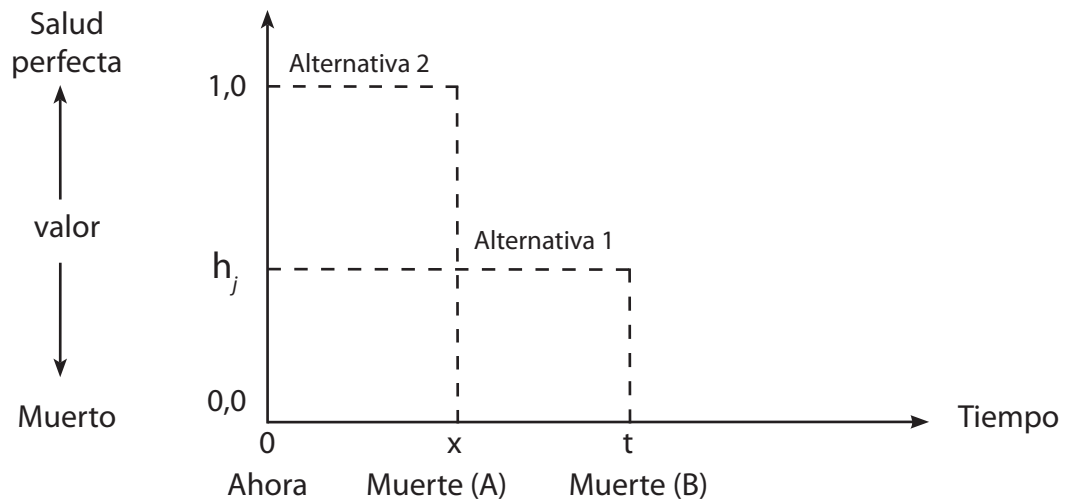 Salud
perfecta
Alternativa 2
1,0
valor
Alternativa 1
hj
0,0
Muerto
Tiempo
0 x t
Ahora Muerte (A) Muerte (B)